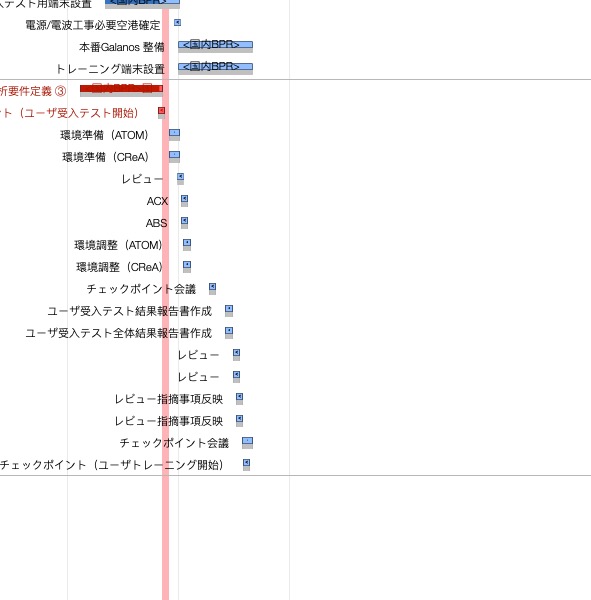 テスト用端末設置 <国内BPR>
電源/電波工事必要空港確定
本番Galanos 整備 <国内BPR>
トレーニング端末設置 <国内BPR>
析要件定義 ③
ント（ユーザ受入テスト開始）
環境準備（ATOM）
環境準備（CReA）
レビュー
ACX
ABS
環境調整（ATOM）
環境調整（CReA）
チェックポイント会議
ユーザ受入テスト結果報告書作成
ユーザ受入テスト全体結果報告書作成
レビュー
レビュー
レビュー指摘事項反映
レビュー指摘事項反映
チェックポイント会議
チェックポイント（ユーザトレーニング開始）